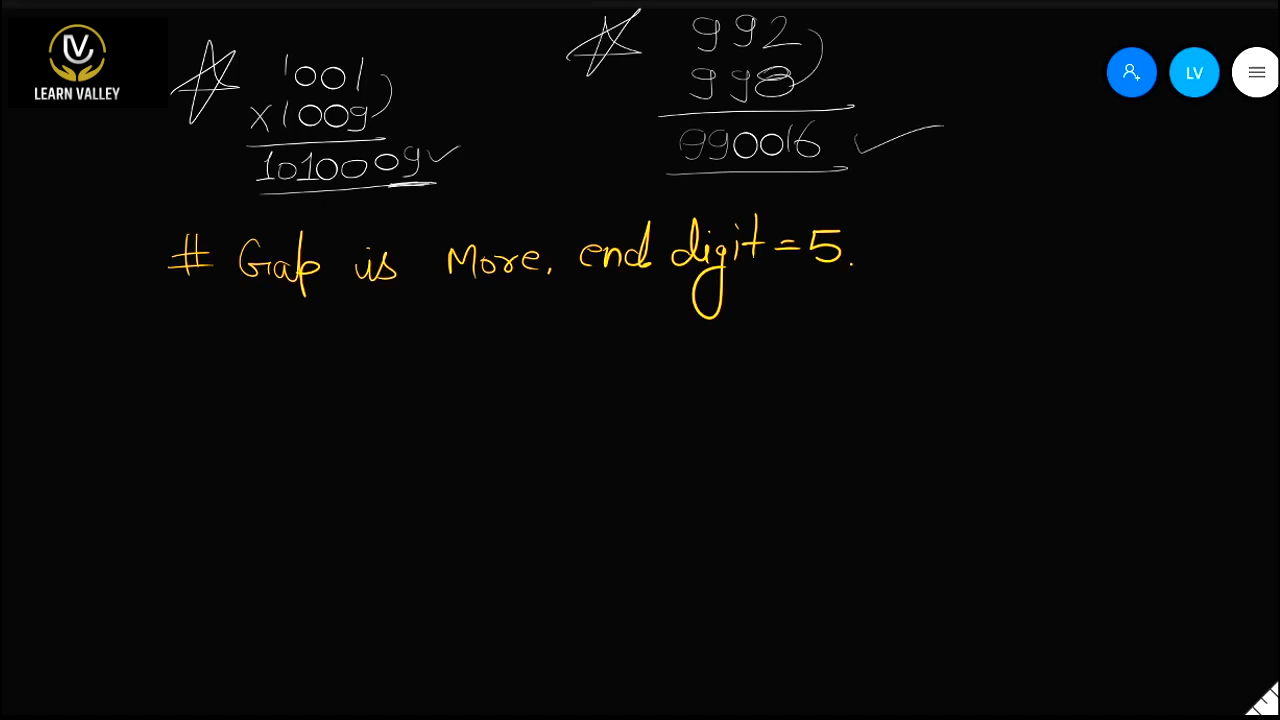 LEARN VALLEY
LV
1001
x1009
1010009
992
998
990016
# Gap is More. end digit = 5.